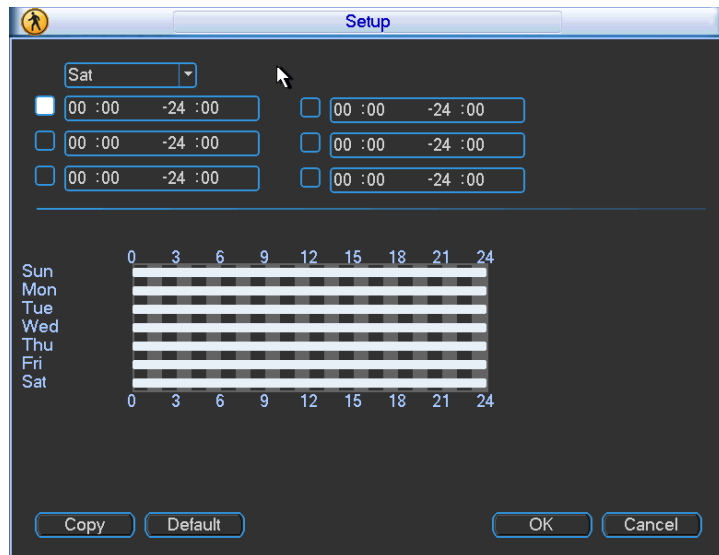 Setup
Sat
00 :00 -24 :00 00 :00 -24 :00
00 :00 -24 :00 00 :00 -24 :00
00 :00 -24 :00 00 :00 -24 :00
0 3 6 9 12 15 18 21 24
Sun
Mon
Tue
Wed
Thu
Fri
Sat
0 3 6 9 12 15 18 21 24
Copy Default OK Cancel